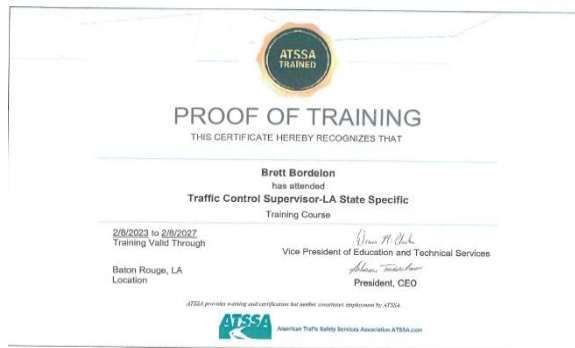 ATSSA
TRAINED
PROOF OF TRAINING
THIS CERTIFICATE HEREBY RECOGNIZES THAT
Brett Bordelon
has attended
Traffic Control Supervisor-LA State Specific
Training Course
2/8/2023 to 2/8/2027
Training Valid Through
Vice President of Education and Technical Services
Baton Rouge, LA
Location
President, CEO
ATSSA provides training and certification but neither constitutes employment by ATSSA.
ATSSA
American Traffic Safety Services Association ATSSA.com